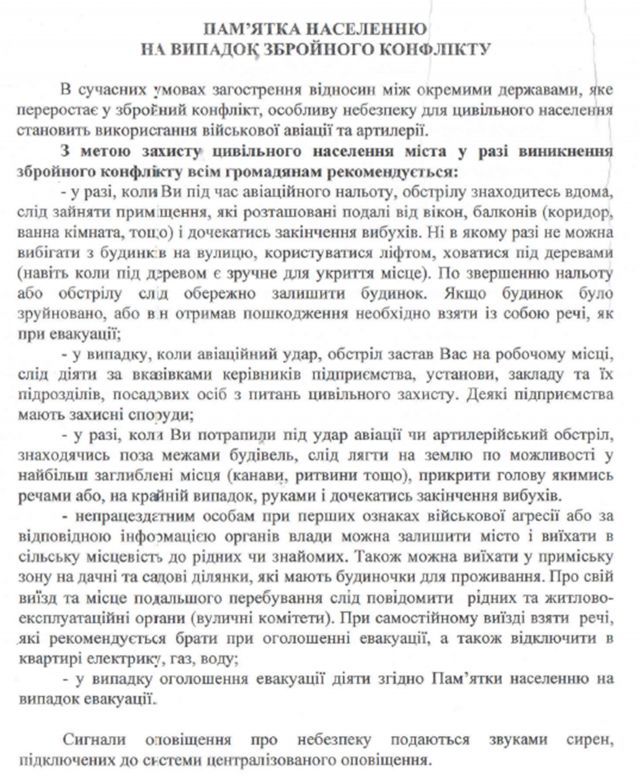 ПАМ’ЯТКА НАСЕЛЕННЮ
НА ВИПАДОК ЗБРОЙНОГО КОНФЛІКТУ
В сучасних умовах загострення відносин між окремими державами, яке
переростає у збройний конфлікт, особливу небезпеку для цивільного населення
становить використання військової авіації та артилерії.
З метою захисту цивільного населення міста у разі виникнення
збройного конфлікту всім громадянам рекомендується:
- у разі, коли Ви під час авіаційного нальоту, обстрілу знаходитесь вдома,
слід зайняти приміщення, які розташовані подалі від вікон, балконів (коридор,
ванна кімната, тощо) і дочекатись закінчення вибухів. Ні в якому разі не можна
вибігати з будинків на вулицю, користуватися ліфтом, ховатися під деревами
(навіть коли під деревом є зручне для укриття місце). По звершенню нальоту
або обстрілу слід обережно залишити будинок. Якщо будинок було
зруйновано, або він отримав пошкодження необхідно взяти із собою речі, як
при евакуації;
- у випадку, коли авіаційний удар, обстріл застав Вас на робочому місці,
слід діяти за вказівками керівників підприємства, установи, закладу та їх
підрозділів, посадових осіб з питань цивільного захисту. Деякі підприємства
мають захисні споруди;
- у разі, коли Ви потрапили під удар авіації чи артилерійський обстріл,
знаходячись поза межами будівель, слід лягти на землю по можливості у
найбільш заглиблені місця (канави, ритвини тощо), прикрити голову якимись
речами або, на крайній випадок, руками і дочекатись закінчення вибухів.
- непрацездатним особам при перших ознаках військової агресії або за
відповідною інформацією органів влади можна залишити місто і виїхати в
сільську місцевість до рідних чи знайомих. Також можна виїхати у приміську
зону на дачні та садові ділянки, які мають будиночки для проживання. Про свій
виїзд та місце подальшого перебування слід повідомити рідних та житлово-
експлуатаційні органи (вуличні комітети). При самостійному виїзді взяти речі,
які рекомендується брати при оголошенні евакуації, а також відключити в
квартирі електрику, газ, воду;
- у випадку оголошення евакуації діяти згідно Пам’ятки населенню на
випадок евакуації.
Сигнали оповіщення про небезпеку подаються звуками сирен,
підключених до системи централізованого оповіщення.